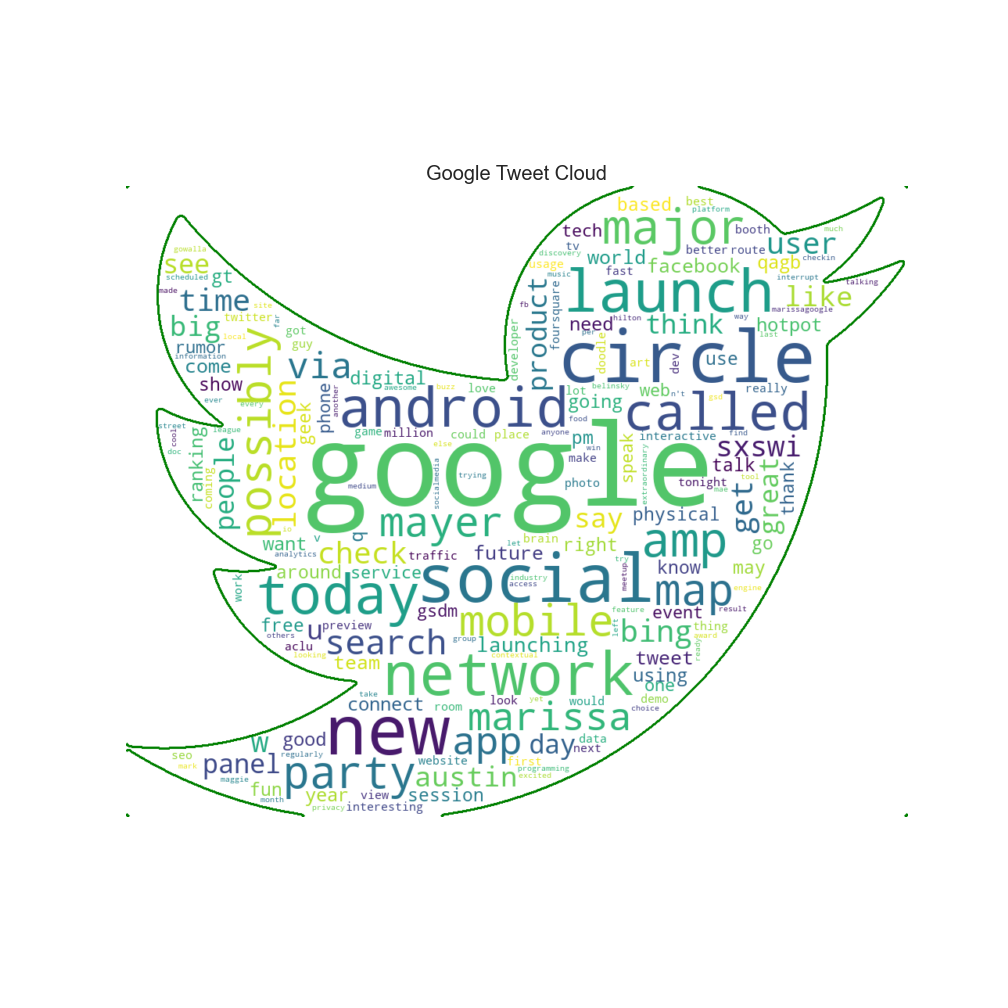 Google Tweet Cloud
based
best
platform
much
major
tech
booth
user
gowalla
tv
discovery
better
route
see
scheduled
gt
usage
world
fast
facebook
qagb
checkin
interrupt
talking
made
time
site
music
launch
like
marissagoogle
big
twitter
far
fb
foursquare
product
need
think
hilton
way
hotpot
last
local
got
guy
developer
per
doodle
art
dev
rumor
information
come
via
circle
use
show
ever
every
possibly
digital
awesome
buzz
love
lot
belinsky
web
n't
gsd
really
location
geek
phone
another
android
going
food
called
street
cool
doc
league
game
million
could
place
anyone
pm
win
interactive
find
sxswi
ranking
coming
people
google
else
make
speak
extraordinary
talk
tonight
tool
mae
medium
socialmedia
trying
photo
get
great
thank
io
v
q
mayer
say
physical
want
analytics
check
traffic
future
let
brain
right
amp
go
around
service
industry
access
try
meetup
know
may
work
today
social
map
engine
result
free
others
u
preview
gsdm
mobile
feature
left
event
thing
award
aclu
looking
search
group
launching
bing
ready
team
contextual
tweet
take
network
using
one
connect
room
look
yet
would
demo
choice
w
good
new
marissa
data
seo
mark
panel
regularly
app
day
next
website
first
programming
excited
maggie
party
austin
fun
month
year
view
session
privacy
interesting